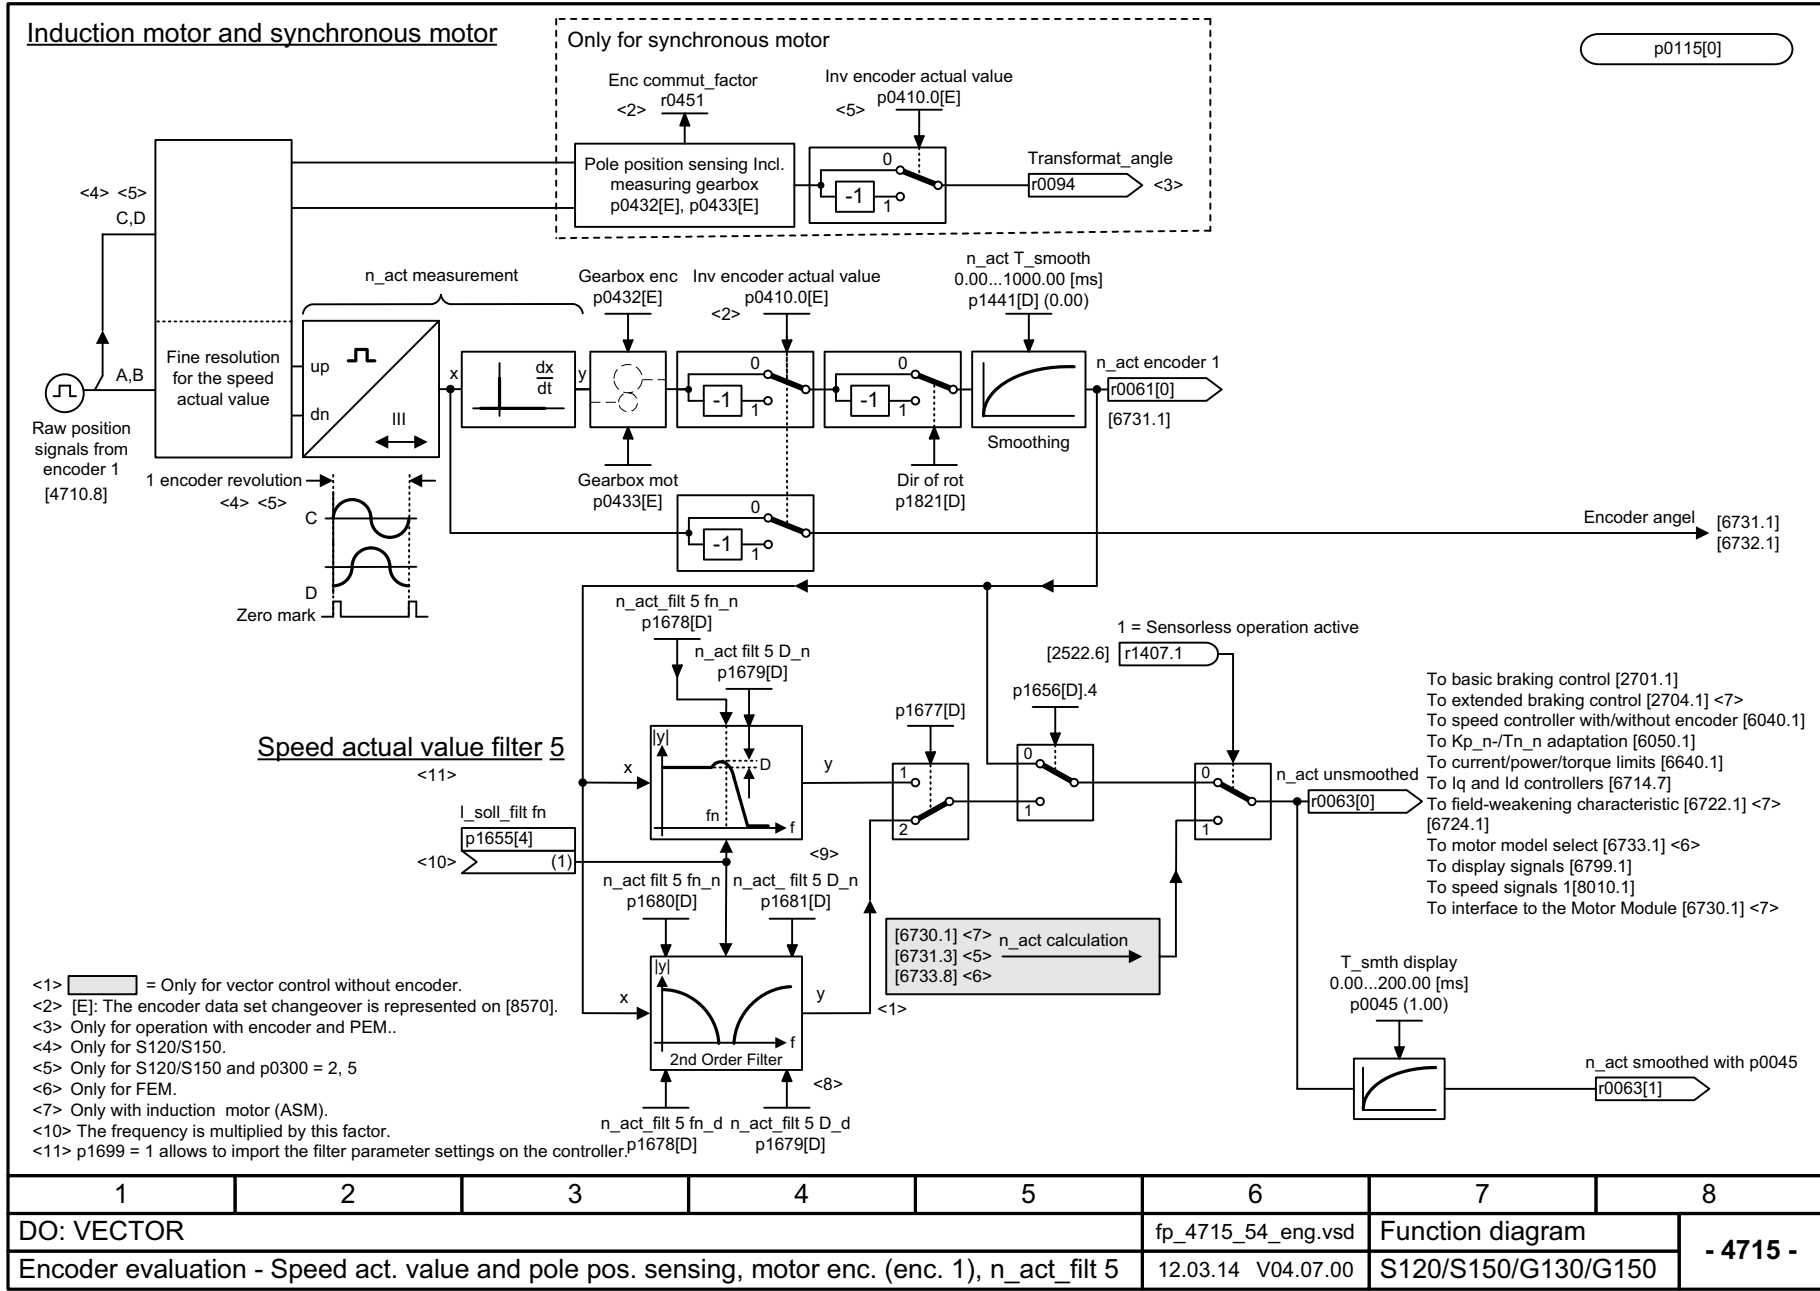 Induction motor and synchronous motor
Only for synchronous motor
p0115[0]
Enc commut_factor
r0451
<2>
Inv encoder actual value
p0410.0[E]
<5>
Pole position sensing Incl.
measuring gearbox
p0432[E], p0433[E]
0
-1
1
Transformat_angle
r0094
<3>
<4> <5>
C,D
A,B
Raw position
signals from
encoder 1
[4710.8]
Fine resolution
for the speed
actual value
n_act measurement
up
dn
III
x
dx
dt
y
Gearbox enc
p0432[E]
Gearbox mot
p0433[E]
Inv encoder actual value
p0410.0[E]
<2>
0
-1
1
0
-1
1
Dir of rot
p1821[D]
n_act T_smooth
0.00...1000.00 [ms]
p1441[D] (0.00)
Smoothing
n_act encoder 1
r0061[0]
[6731.1]
1 encoder revolution
<4> <5>
C
D
Zero mark
0
-1
1
Encoder angel
[6731.1]
[6732.1]
n_act_filt 5 fn_n
p1678[D]
n_act filt 5 D_n
p1679[D]
Speed actual value filter 5
<11>
x
|y|
D
fn
f
y
I_soll_filt fn
p1655[4]
(1)
<10>
<9>
n_act filt 5 fn_n
p1680[D]
n_act_ filt 5 D_n
p1681[D]
x
|y|
f
2nd Order Filter
y
<1>
<8>
n_act_filt 5 fn_d
p1678[D]
n_act_filt 5 D_d
p1679[D]
p1677[D]
1
2
p1656[D].4
0
1
1 = Sensorless operation active
[2522.6]
r1407.1
0
1
n_act unsmoothed
r0063[0]
[6730.1] <7>
[6731.3] <5>
[6733.8] <6>
n_act calculation
To basic braking control [2701.1]
To extended braking control [2704.1] <7>
To speed controller with/without encoder [6040.1]
To Kp_n-/Tn_n adaptation [6050.1]
To current/power/torque limits [6640.1]
To Iq and Id controllers [6714.7]
To field-weakening characteristic [6722.1] <7>
[6724.1]
To motor model select [6733.1] <6>
To display signals [6799.1]
To speed signals 1[8010.1]
To interface to the Motor Module [6730.1] <7>
T_smth display
0.00...200.00 [ms]
p0045 (1.00)
n_act smoothed with p0045
r0063[1]
<1> = Only for vector control without encoder.
<2> [E]: The encoder data set changeover is represented on [8570].
<3> Only for operation with encoder and PEM..
<4> Only for S120/S150.
<5> Only for S120/S150 and p0300 = 2, 5
<6> Only for FEM.
<7> Only with induction motor (ASM).
<10> The frequency is multiplied by this factor.
<11> p1699 = 1 allows to import the filter parameter settings on the controller.
1 2 3 4 5 6 7 8
DO: VECTOR
fp_4715_54_eng.vsd
Function diagram
- 4715 -
Encoder evaluation - Speed act. value and pole pos. sensing, motor enc. (enc. 1), n_act_filt 5
12.03.14 V04.07.00
S120/S150/G130/G150